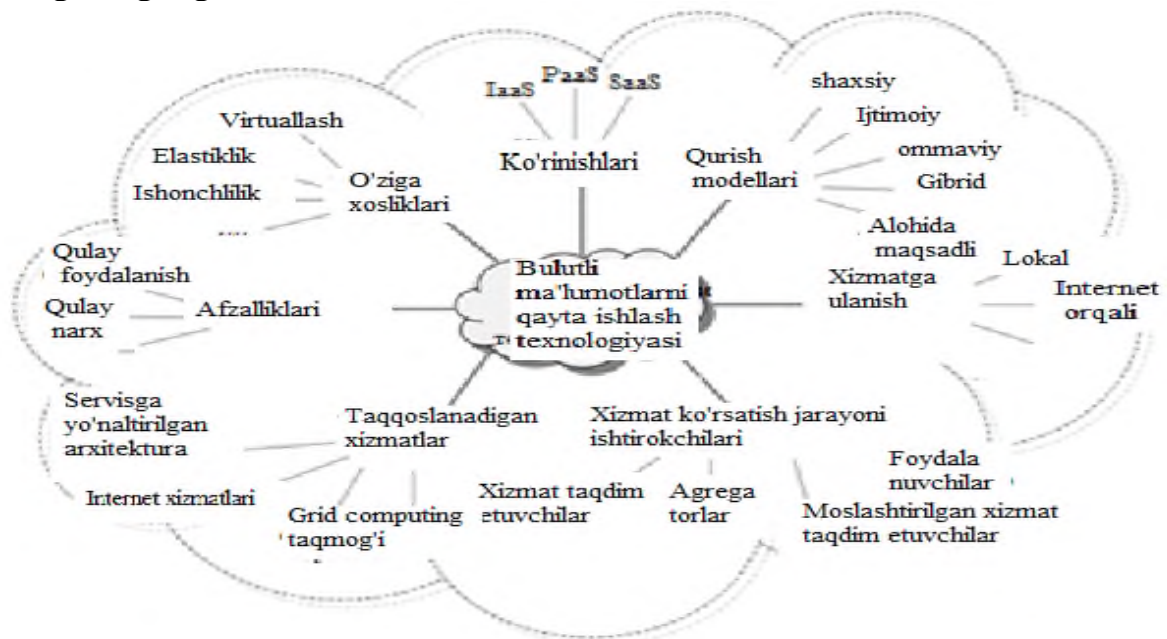 IaaS
PaaS
SaaS
Ko'rinishlari
shaxsiy
Ijtimoiy
ommaviy
Gibrid
Alohida
maqsadli
Qurish
modellari
Virtuallash
Elastiklik
Ishonchlilik
O'ziga
xosliklari
Qulay
foydalanish
Qulay
narx
Afzalliklari
Bulutli
ma'lumotlarni
qayta ishlash
texnologiyasi
Xizmatga
ulanish
Lokal
Internet
orqali
Servisga
yo'naltirilgan
arxitektura
Internet xizmatlari
Grid computing
taqmog'i
Taqqoslanadigan
xizmatlar
Xizmat ko'rsatish jarayoni
ishtirokchilari
Xizmat taqdim
etuvchilar
Agrega
torlar
Foydala
nuvchilar
Moslashtirilgan xizmat
taqdim etuvchilar